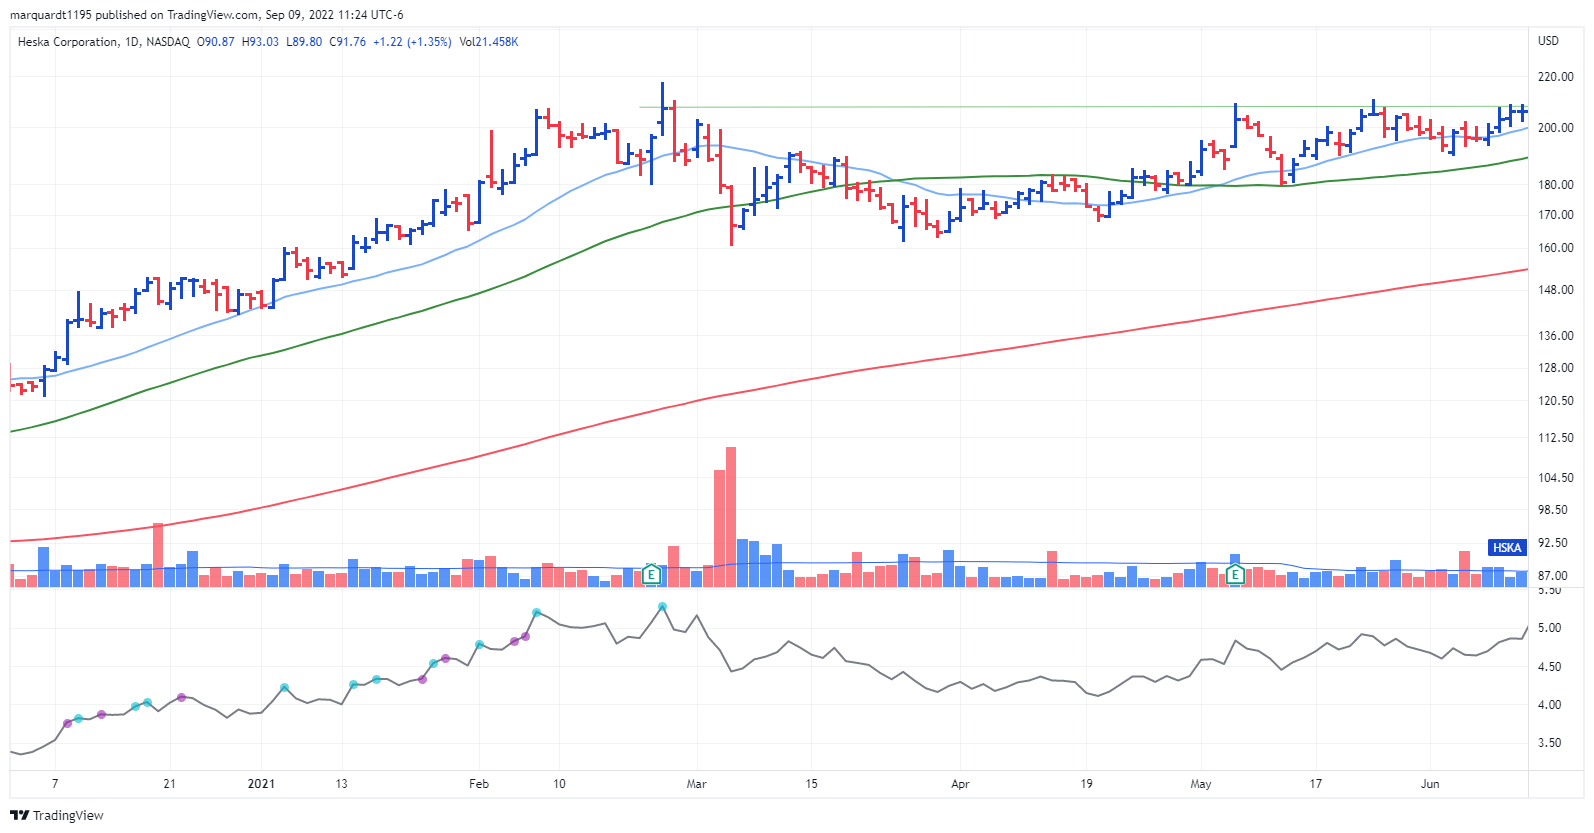 marquardt1195 published on TradingView.com, Sep 09, 2022 11:24 UTC-6
Heska Corporation, 1D, NASDAQ O90.87 H93.03 L89.80 C91.76 +1.22 (+1.35%) Vol21.458K
USD
220.00
200.00
180.00
170.00
160.00
148.00
136.00
128.00
120.50
112.50
104.50
98.50
HSKA
92.50
E
E
87.00
5.50
5.00
4.50
4.00
3.50
7 21 2021 13 Feb 10 Mar 15 Apr 19 May 17 Jun
TradingView